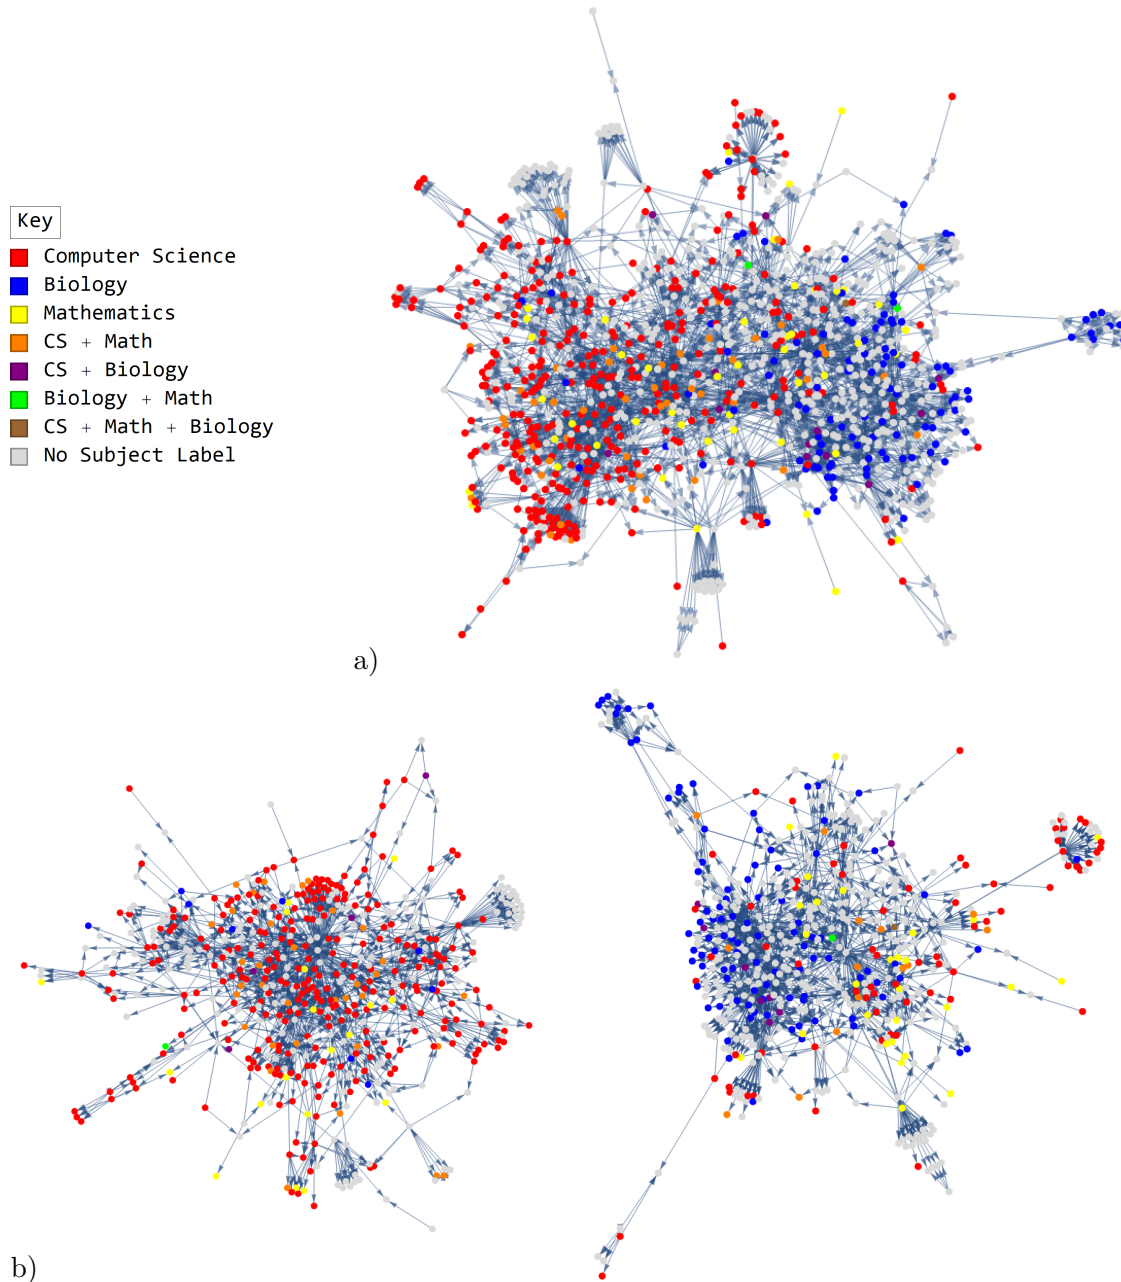 Key
Computer Science
Biology
Mathematics
CS + Math
CS + Biology
Biology + Math
CS + Math + Biology
No Subject Label
a)
b)